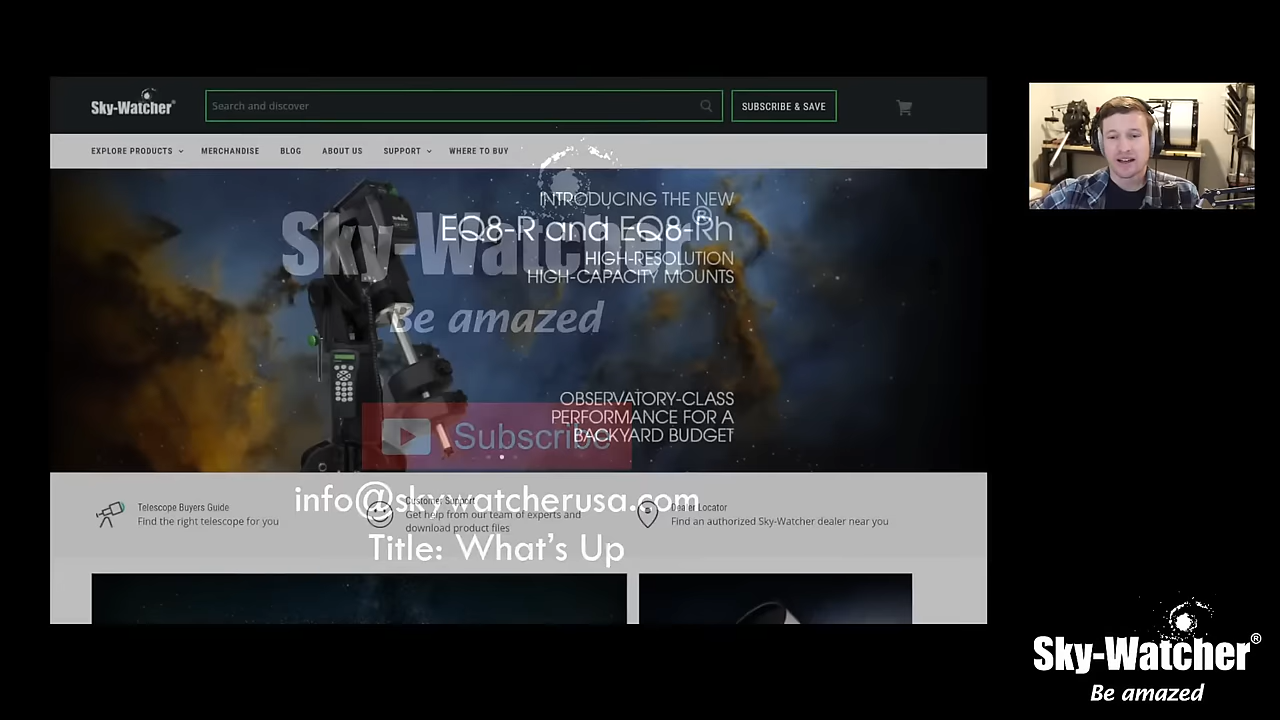 Sky-Watcher
Search and discover
SUBSCRIBE & SAVE
EXPLORE PRODUCTS
MERCHANDISE
BLOG
ABOUT US
SUPPORT
WHERE TO BUY
INTRODUCING THE NEW
EQ8-R and EQ8-Rh
HIGH-RESOLUTION
HIGH-CAPACITY MOUNTS
Sky-Watcher®
Be amazed
OBSERVATORY-CLASS
PERFORMANCE FOR A
BACKYARD BUDGET
Subscribe
Telescope Buyers Guide
Find the right telescope for you
Customer Support
Get help from our team of experts and
download product files
Dealer Locator
Find an authorized Sky-Watcher dealer near you
info@skywatcherusa.com
Title: What’s Up
Sky-Watcher®
Be amazed